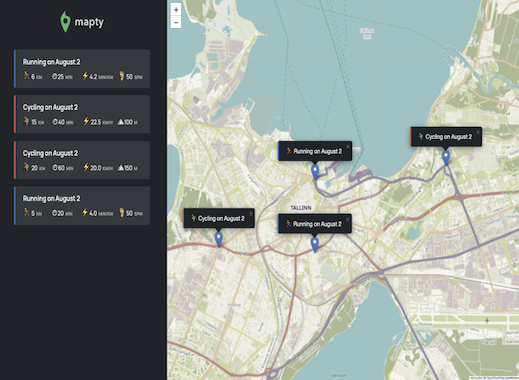 mapty
Running on August 2
6 KM 25 MIN 4.2 MIN/KM 50 SPM
Cycling on August 2
15 KM 40 MIN 22.5 KM/H 100 M
Cycling on August 2
20 KM 60 MIN 20.0 KM/H 150 M
Running on August 2
5 KM 20 MIN 4.0 MIN/KM 50 SPM
+
−
Cycling on August 2
Running on August 2
TALLINN
Cycling on August 2
Running on August 2